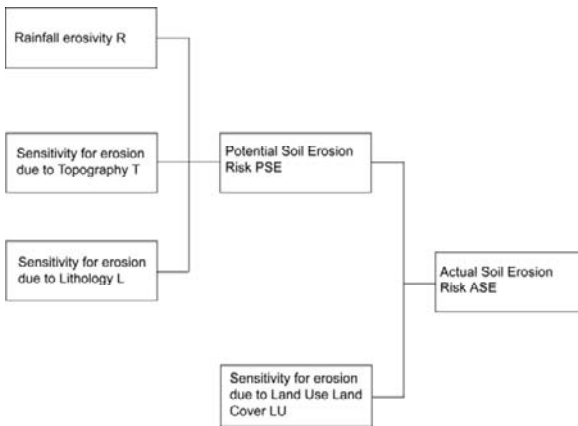 Rainfall erosivity R
Sensitivity for erosion
due to Topography T
Potential Soil Erosion
Risk PSE
Sensitivity for erosion
due to Lithology L
Actual Soil Erosion
Risk ASE
Sensitivity for erosion
due to Land Use Land
Cover LU